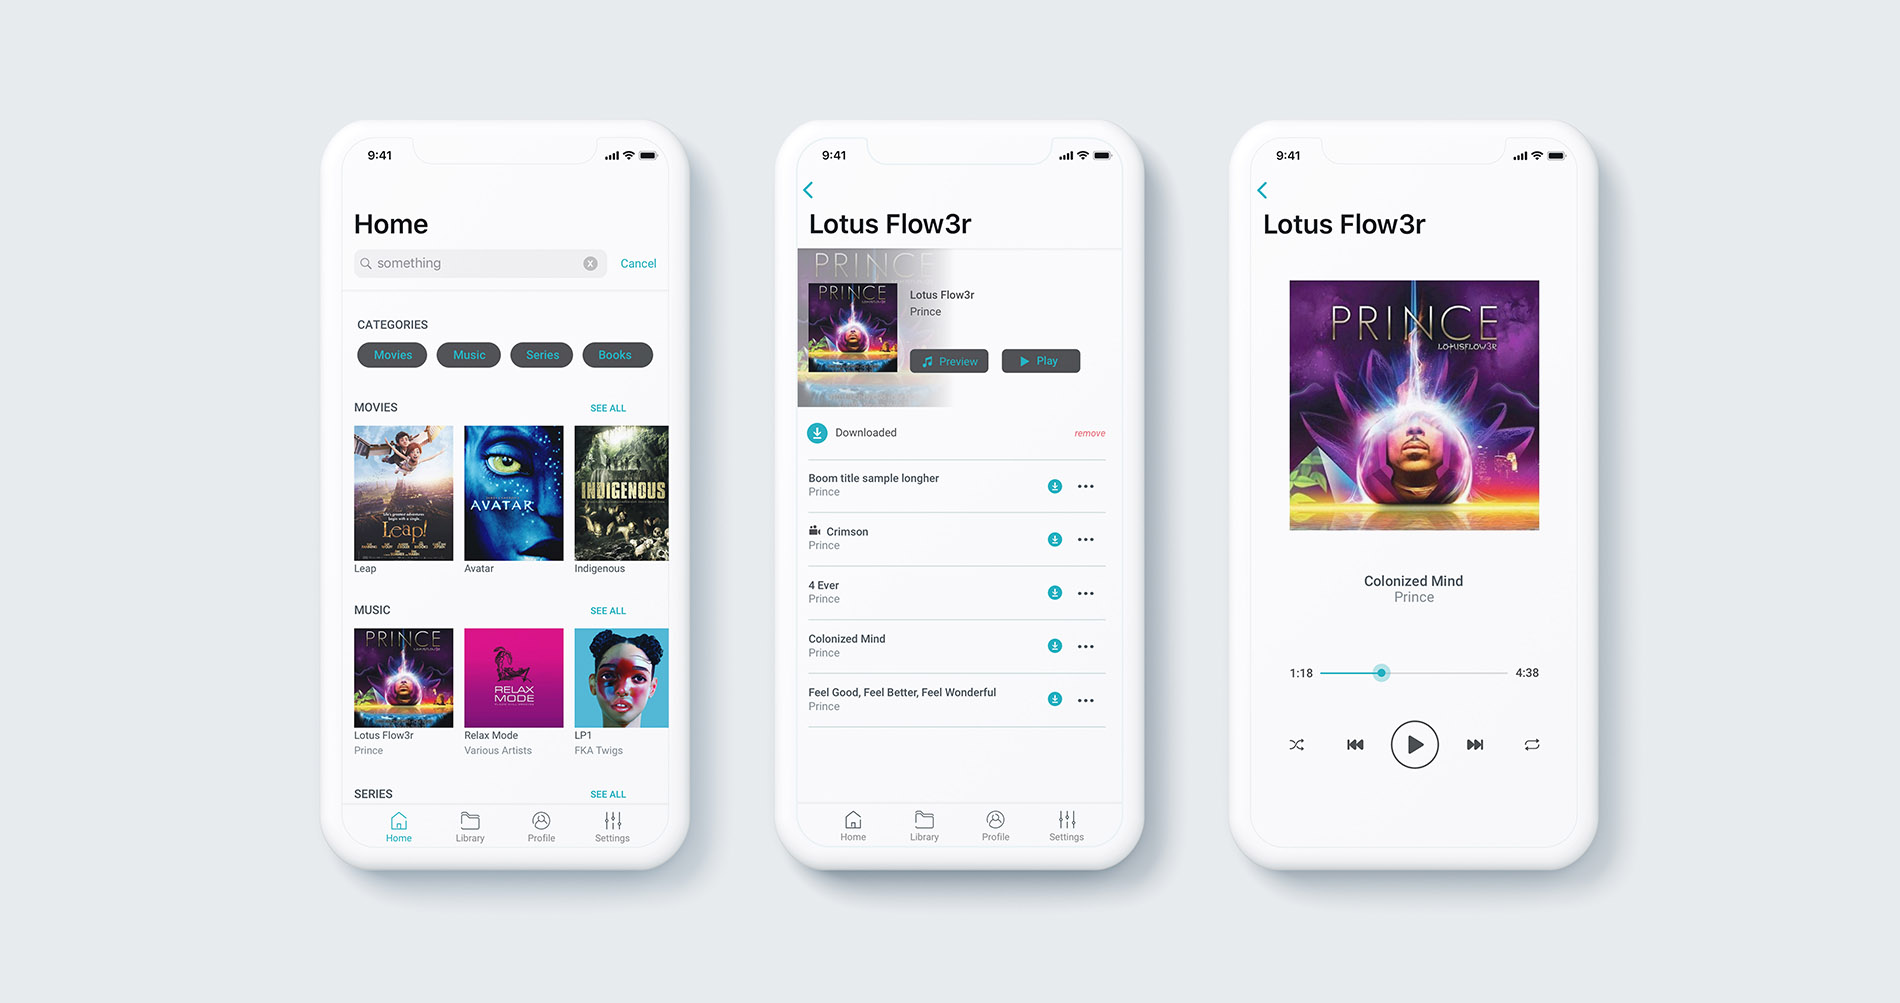 9:41
Home
something
Cancel
CATEGORIES
Movies
Music
Series
Books
MOVIES
SEE ALL
Leap!
AVATAR
INDIGENOUS
Leap
Avatar
Indigenous
MUSIC
SEE ALL
PRINCE
LOTUSFLOW3R
RELAX
MODE
Lotus Flow3r
Prince
Relax Mode
Various Artists
LP1
FKA Twigs
SERIES
SEE ALL
Home
Library
Profile
Settings
9:41
Lotus Flow3r
PRINCE
PRINCE
LOTUSFLOW3R
Lotus Flow3r
Prince
Preview
Play
Downloaded
remove
Boom title sample longher
Prince
Crimson
Prince
4 Ever
Prince
Colonized Mind
Prince
Feel Good, Feel Better, Feel Wonderful
Prince
Home
Library
Profile
Settings
9:41
Lotus Flow3r
PRINCE
LOTUSFLOW3R
Colonized Mind
Prince
1:18
4:38